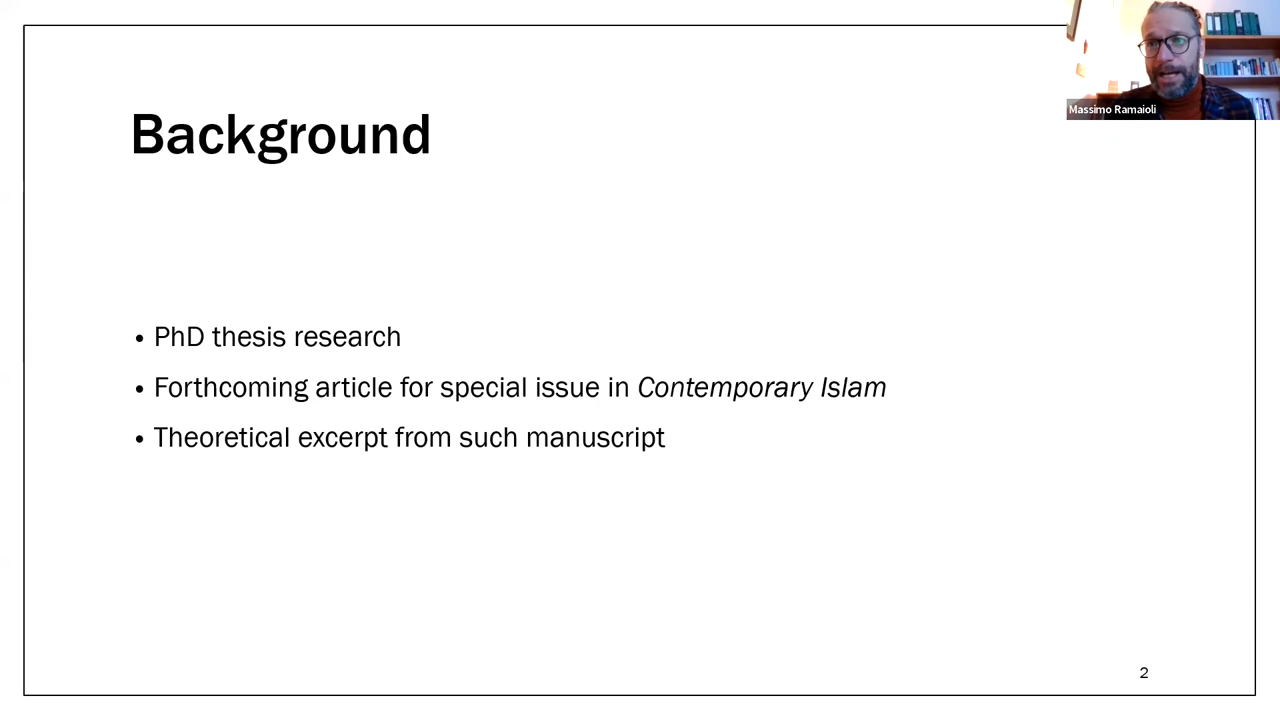 Massimo Ramaioli
Background
• PhD thesis research
• Forthcoming article for special issue in Contemporary Islam
• Theoretical excerpt from such manuscript
2